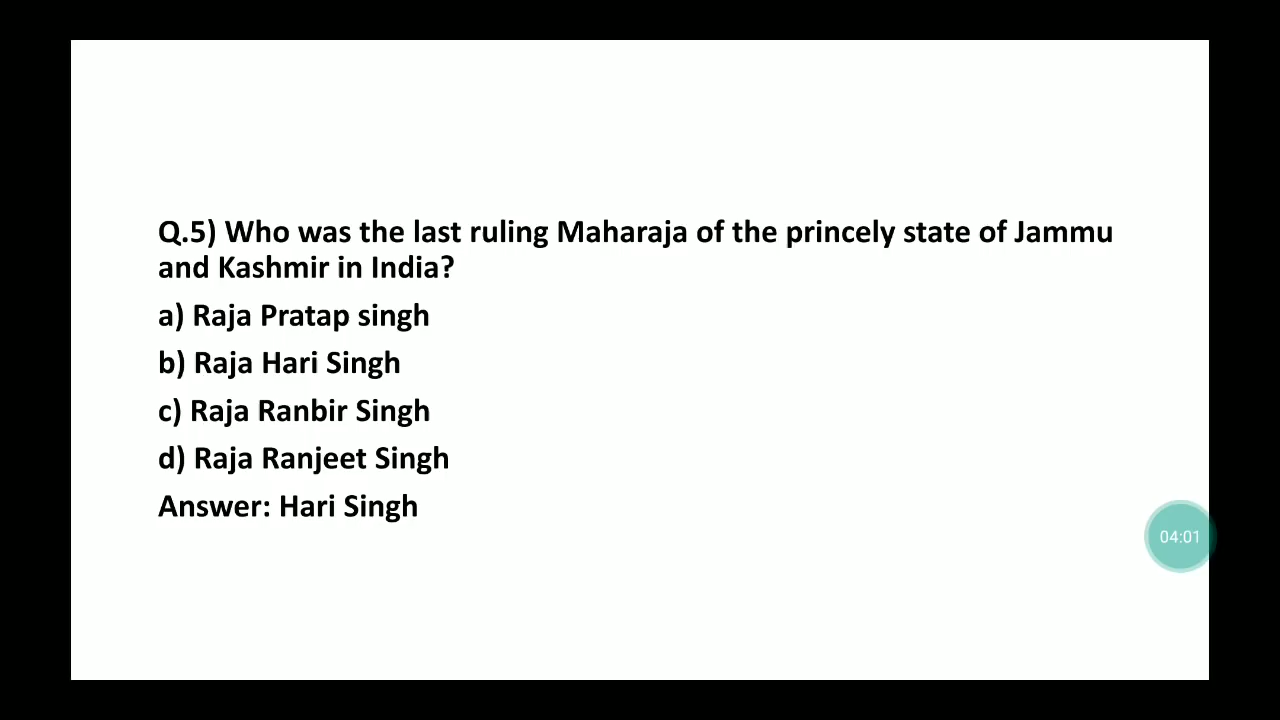 Q.5) Who was the last ruling Maharaja of the princely state of Jammu
and Kashmir in India?
a) Raja Pratap singh
b) Raja Hari Singh
c) Raja Ranbir Singh
d) Raja Ranjeet Singh
Answer: Hari Singh
04:01